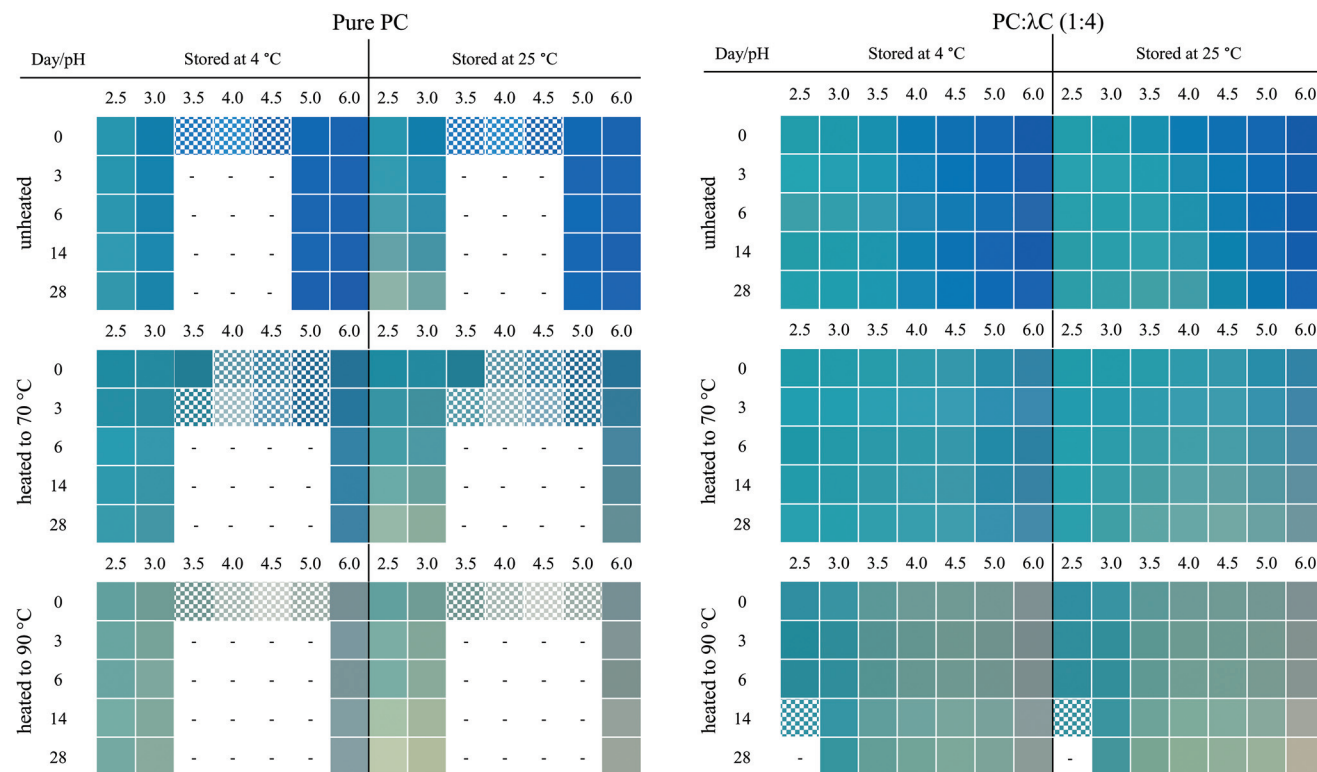 Pure PC
PC:λC (1:4)
Day/pH Stored at 4 °C Stored at 25 °C
Day/pH Stored at 4 °C Stored at 25 °C
2.5 3.0 3.5 4.0 4.5 5.0 6.0 2.5 3.0 3.5 4.0 4.5 5.0 6.0
2.5 3.0 3.5 4.0 4.5 5.0 6.0 2.5 3.0 3.5 4.0 4.5 5.0 6.0
unheated
0
3 - - - - - -
6 - - - - - -
14 - - - - - -
28 - - - - - -
unheated
0
3
6
14
28
2.5 3.0 3.5 4.0 4.5 5.0 6.0 2.5 3.0 3.5 4.0 4.5 5.0 6.0
2.5 3.0 3.5 4.0 4.5 5.0 6.0 2.5 3.0 3.5 4.0 4.5 5.0 6.0
heated to 70 °C
0
3
6 - - - - - - - -
14 - - - - - - - -
28 - - - - - - - -
heated to 70 °C
0
3
6
14
28
2.5 3.0 3.5 4.0 4.5 5.0 6.0 2.5 3.0 3.5 4.0 4.5 5.0 6.0
2.5 3.0 3.5 4.0 4.5 5.0 6.0 2.5 3.0 3.5 4.0 4.5 5.0 6.0
heated to 90 °C
0
3 - - - - - - - -
6 - - - - - - - -
14 - - - - - - - -
28 - - - - - - - -
heated to 90 °C
0
3
6
14
28 - -